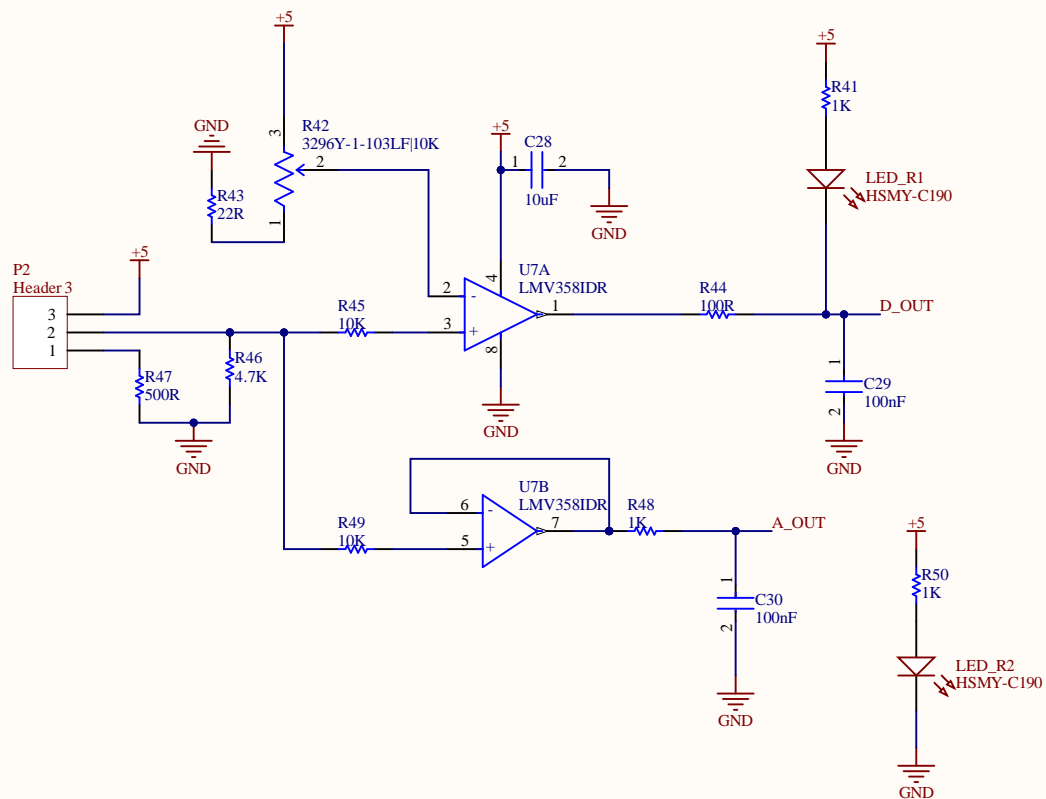 +5
+5
R41
1K
GND
R42
3296Y-1-103LF|10K
3
2
1
+5
C28
1
2
10uF
GND
LED_R1
HSMY-C190
R43
22R
+5
P2
Header 3
3
2
1
U7A
LMV358IDR
4
2
-
3
+
1
8
R45
10K
R44
100R
D_OUT
R46
4.7K
R47
500R
1
C29
100nF
2
GND
GND
GND
U7B
LMV358IDR
6
-
5
+
7
R48
1K
A_OUT
R49
10K
+5
R50
1K
1
C30
100nF
2
LED_R2
HSMY-C190
GND
GND